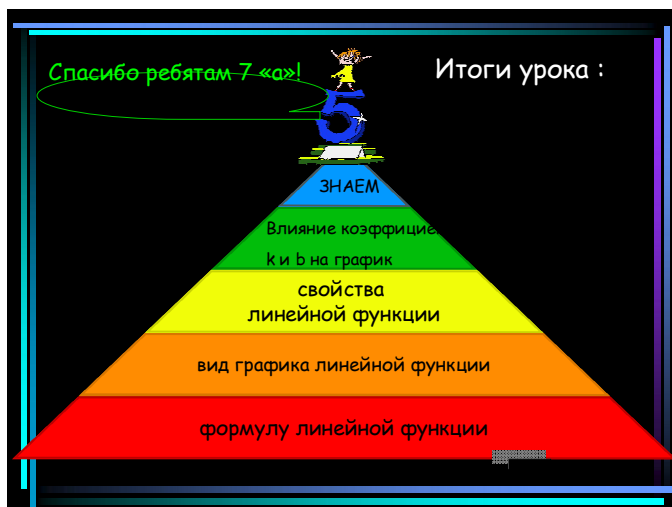 Спасибо ребятам 7 «а»!
Итоги урока :
5
ЗНАЕМ
Влияние коэффицие
k и b на график
свойства
линейной функции
вид графика линейной функции
формулу линейной функции